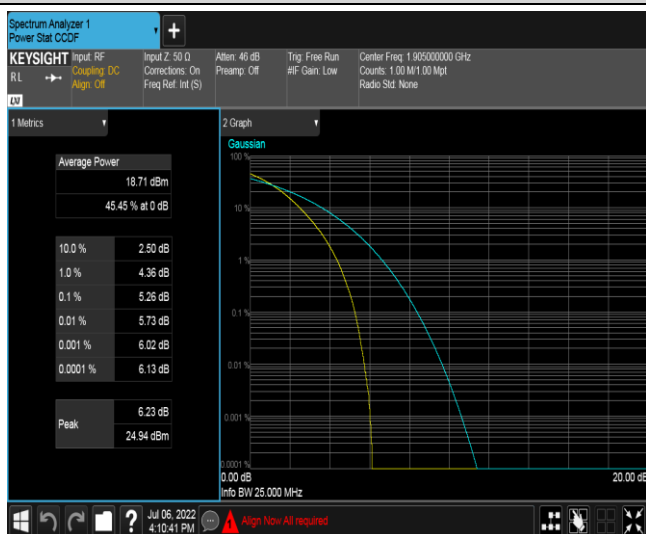 Spectrum Analyzer 1
Power Stat CCDF
+
KEYSIGHT
RL
LXI
Input: RF
Coupling: DC
Align: Off
Input Z: 50 Ω
Corrections: On
Freq Ref: Int (S)
Atten: 46 dB
Preamp: Off
Trig: Free Run
#IF Gain: Low
Center Freq: 1.905000000 GHz
Counts: 1.00 M/1.00 Mpt
Radio Std: None
1 Metrics
Average Power
18.71 dBm
45.45 % at 0 dB
10.0 % 2.50 dB
1.0 % 4.36 dB
0.1 % 5.26 dB
0.01 % 5.73 dB
0.001 % 6.02 dB
0.0001 % 6.13 dB
Peak
6.23 dB
24.94 dBm
2 Graph
Gaussian
100 %
10 %
1 %
0.1 %
0.01 %
0.001 %
0.0001 %
0.00 dB
20.00 dB
Info BW 25.000 MHz
?
Jul 06, 2022
4:10:41 PM
Align Now All required